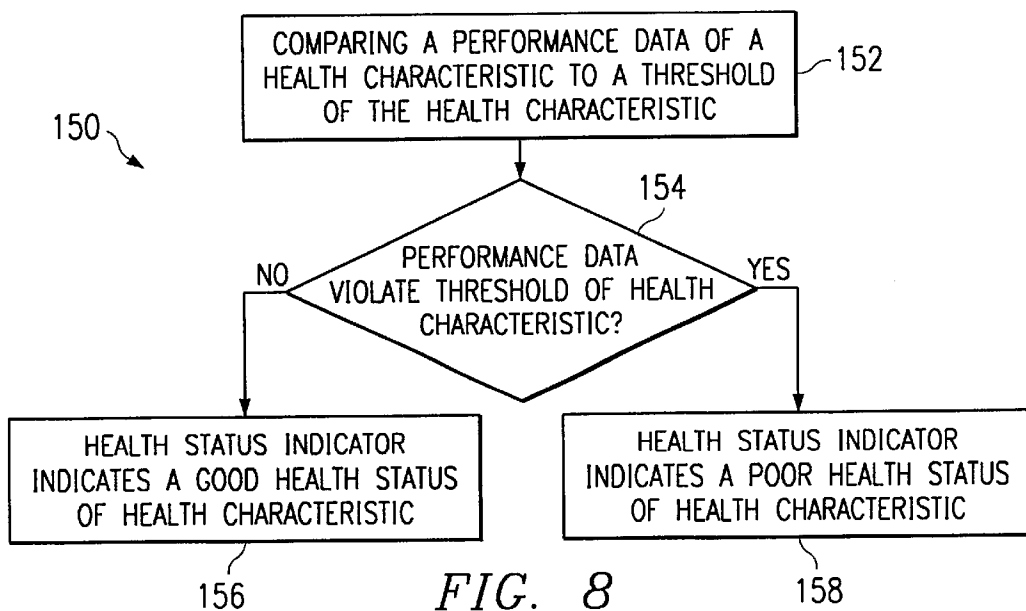 COMPARING A PERFORMANCE DATA OF A
HEALTH CHARACTERISTIC TO A THRESHOLD
OF THE HEALTH CHARACTERISTIC
152
150
154
PERFORMANCE DATA
VIOLATE THRESHOLD OF HEALTH
CHARACTERISTIC?
NO
YES
HEALTH STATUS INDICATOR
INDICATES A GOOD HEALTH STATUS
OF HEALTH CHARACTERISTIC
HEALTH STATUS INDICATOR
INDICATES A POOR HEALTH STATUS
OF HEALTH CHARACTERISTIC
156
158
FIG. 8